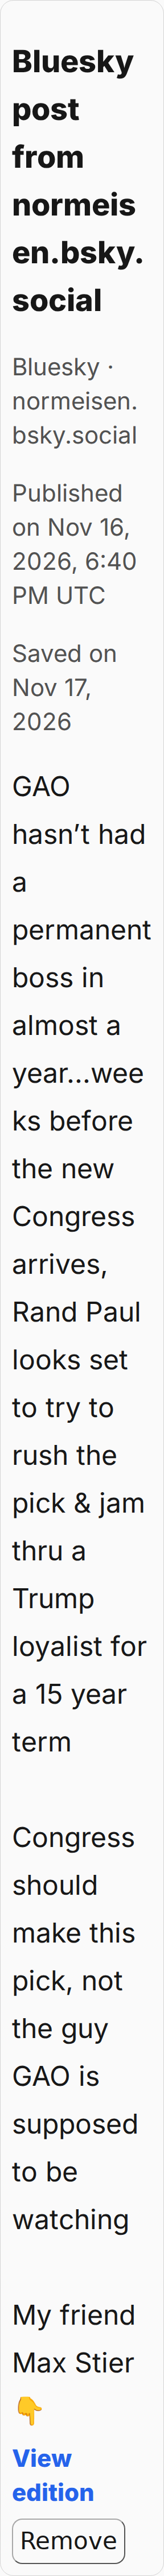 Bluesky
post
from
normeis
en.bsky.
social
Bluesky ·
normeisen.
bsky.social
Published
on Nov 16,
2026, 6:40
PM UTC
Saved on
Nov 17,
2026
GAO
hasn’t had
a
permanent
boss in
almost a
year...wee
ks before
the new
Congress
arrives,
Rand Paul
looks set
to try to
rush the
pick & jam
thru a
Trump
loyalist for
a 15 year
term
Congress
should
make this
pick, not
the guy
GAO is
supposed
to be
watching
My friend
Max Stier
👇
View
edition
Remove